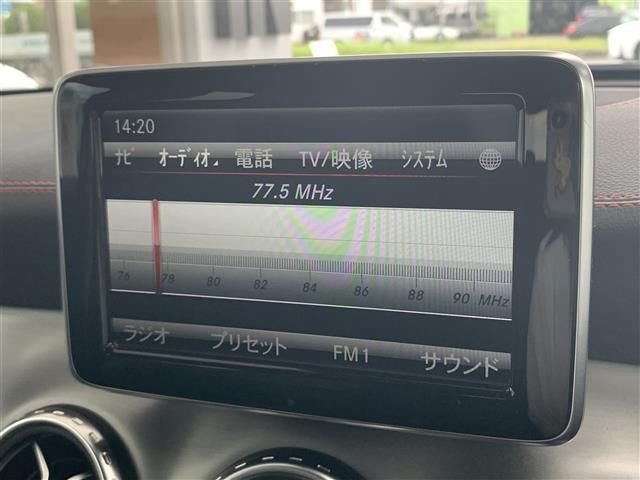 14:20
ナビ オーディオ 電話 TV/映像 システム
77.5 MHz
76 78 80 82 84 86 88 90 MHz
ラジオ プリセット FM1 サウンド